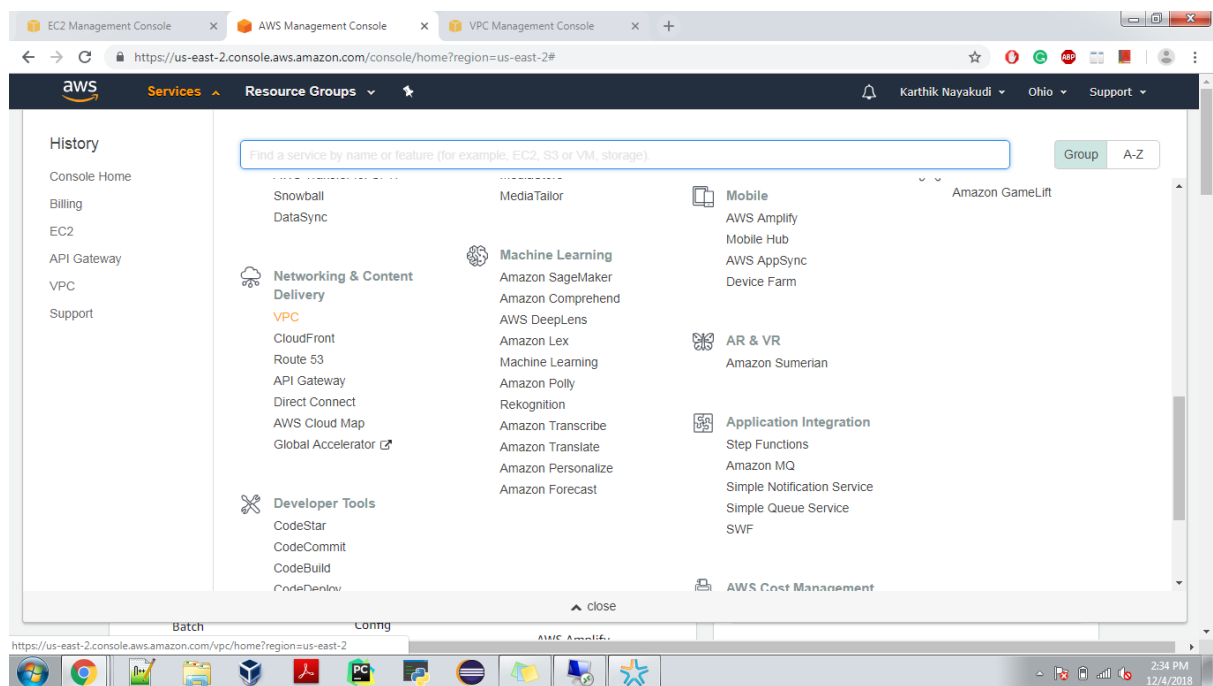 EC2 Management Console
AWS Management Console
VPC Management Console
https://us-east-2.console.aws.amazon.com/console/home?region=us-east-2#
ABP
aws
Services
Resource Groups
Karthik Nayakudi
Ohio
Support
History
Console Home
Billing
EC2
API Gateway
VPC
Support
Find a service by name or feature (for example, EC2, S3 or VM, storage).
Group
A-Z
Snowball
DataSync
Networking & Content
Delivery
VPC
CloudFront
Route 53
API Gateway
Direct Connect
AWS Cloud Map
Global Accelerator
Developer Tools
CodeStar
CodeCommit
CodeBuild
CodeDeploy
MediaStore
MediaTailor
Machine Learning
Amazon SageMaker
Amazon Comprehend
AWS DeepLens
Amazon Lex
Machine Learning
Amazon Polly
Rekognition
Amazon Transcribe
Amazon Translate
Amazon Personalize
Amazon Forecast
Mobile
AWS Amplify
Mobile Hub
AWS AppSync
Device Farm
AR & VR
Amazon Sumerian
Application Integration
Step Functions
Amazon MQ
Simple Notification Service
Simple Queue Service
SWF
AWS Cost Management
Amazon GameLift
close
Batch
Config
AWS Amplify
https://us-east-2.console.aws.amazon.com/vpc/home?region=us-east-2
PC
2:34 PM
12/4/2018